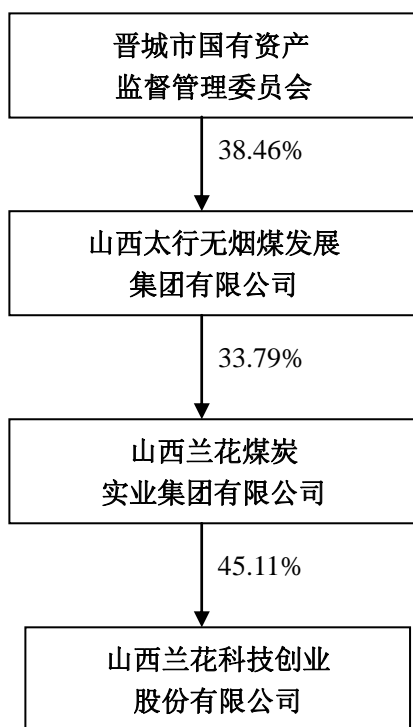 晋城市国有资产
监督管理委员会
38.46%
山西太行无烟煤发展
集团有限公司
33.79%
山西兰花煤炭
实业集团有限公司
45.11%
山西兰花科技创业
股份有限公司